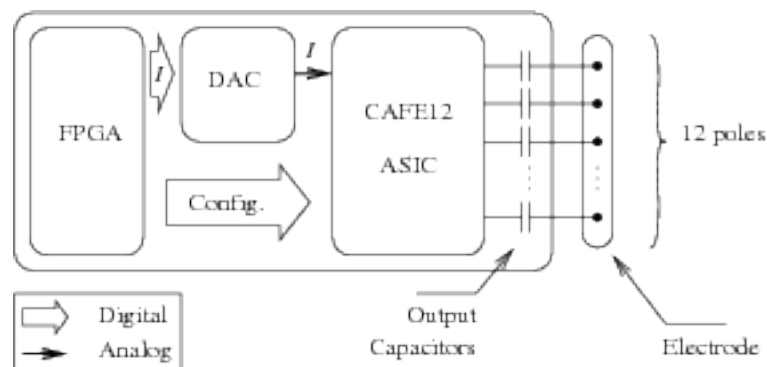 FPGA
I
DAC
I
CAFE12
ASIC
Config.
12 poles
Digital
Analog
Output
Capacitors
Electrode